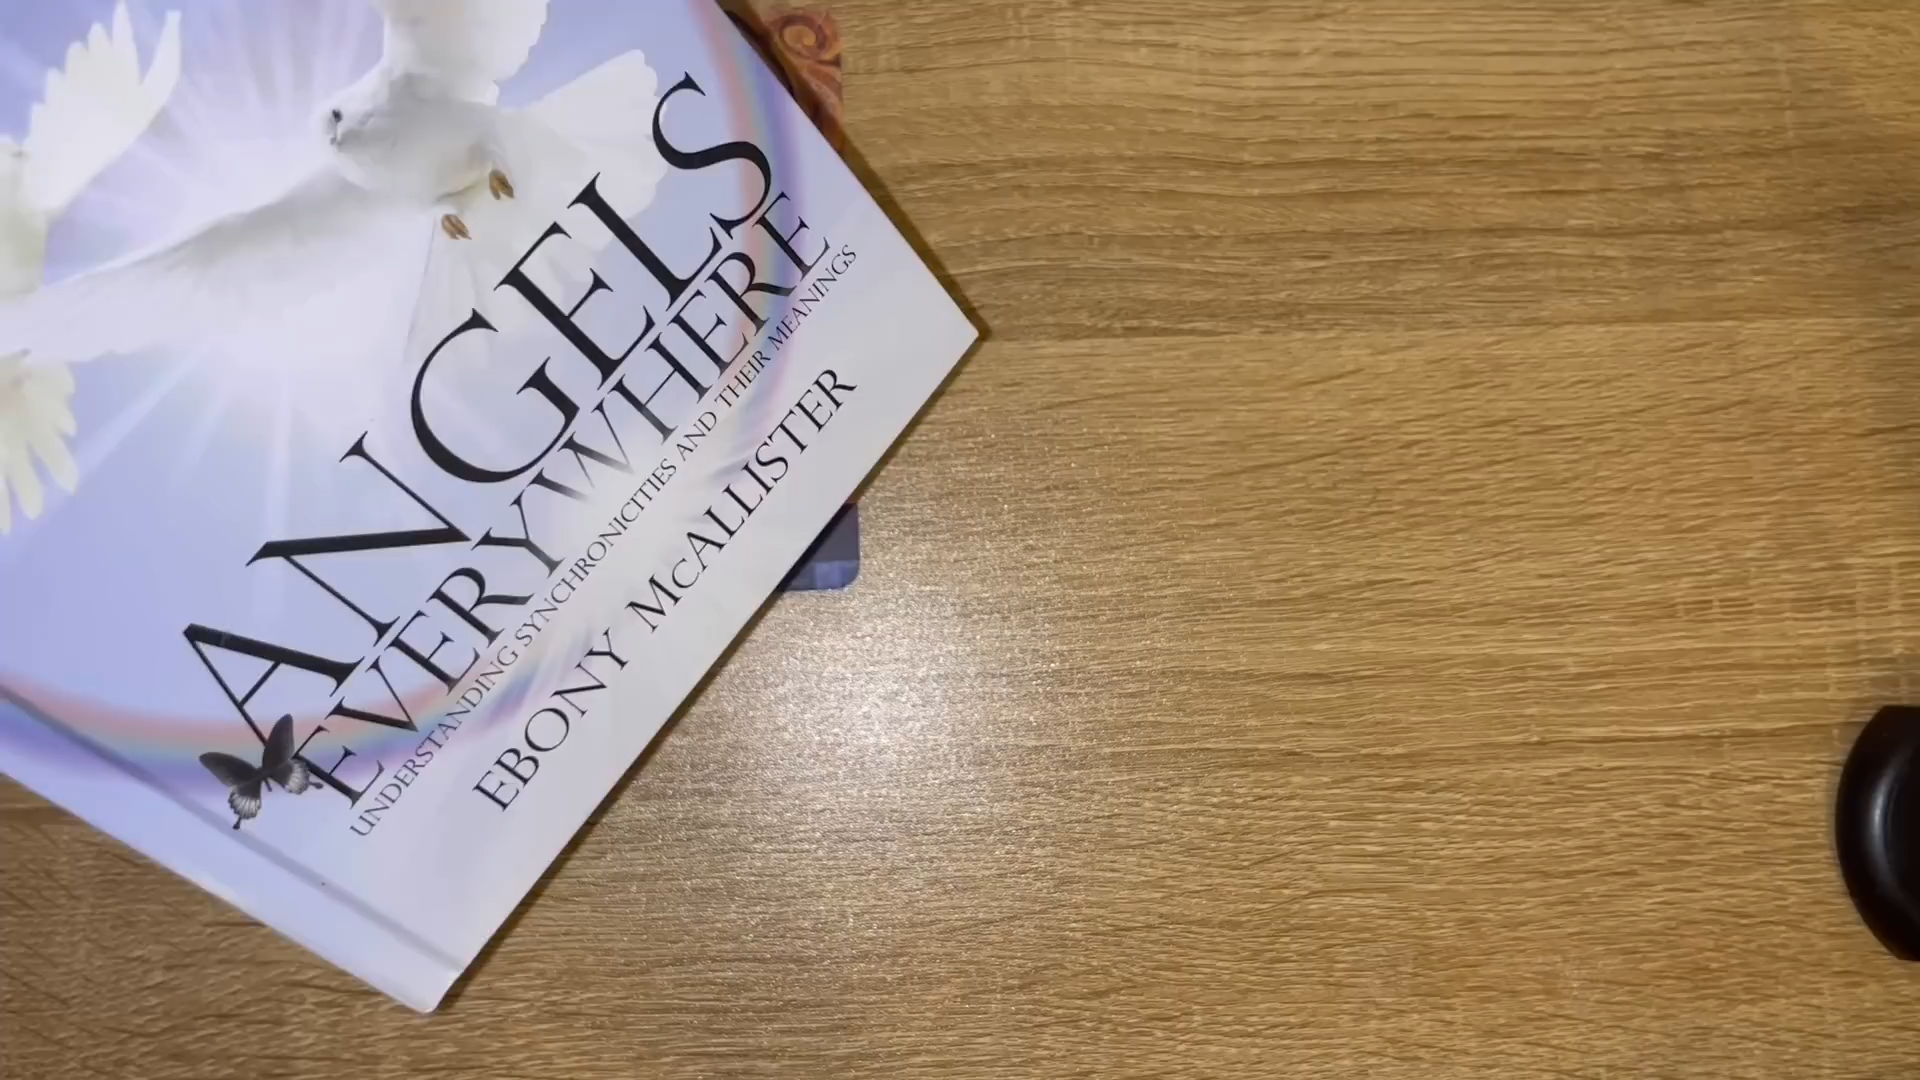 ANGELS
EVERYWHERE
UNDERSTANDING SYNCHRONICITIES AND THEIR MEANINGS
EBONY McALLISTER